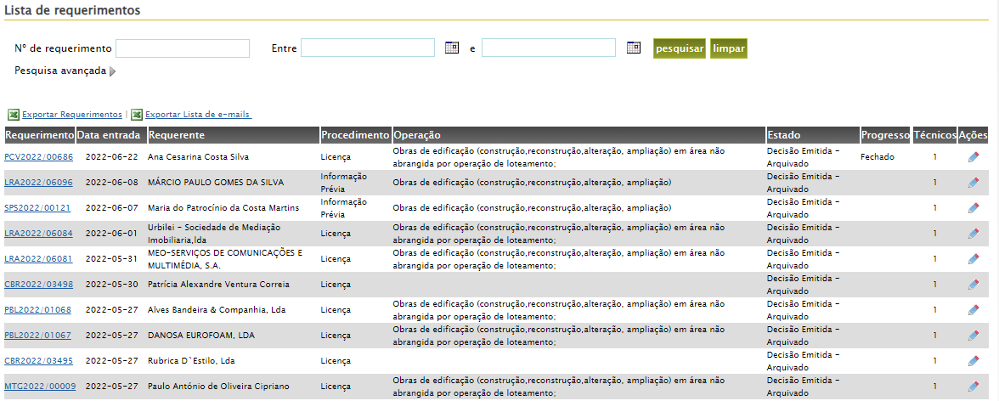 Lista de requerimentos
Nº de requerimento Entre e pesquisar limpar
Pesquisa avançada
Exportar Requerimentos | Exportar Lista de e-mails
Requerimento Data entrada Requerente Procedimento Operação Estado Progresso Técnicos Ações
PCV2022/00686 2022-06-22 Ana Cesarina Costa Silva Licença Obras de edificação (construção,reconstrução,alteração, ampliação) em área não abrangida por operação de loteamento; Decisão Emitida - Arquivado Fechado 1
LRA2022/06096 2022-06-08 MÁRCIO PAULO GOMES DA SILVA Informação Prévia Obras de edificação (construção,reconstrução,alteração, ampliação) Decisão Emitida - Arquivado 1
SPS2022/00121 2022-06-07 Maria do Patrocínio da Costa Martins Informação Prévia Obras de edificação (construção,reconstrução,alteração, ampliação) Decisão Emitida - Arquivado 1
LRA2022/06084 2022-06-01 Urbilei - Sociedade de Mediação Imobiliaria,lda Licença Obras de edificação (construção,reconstrução,alteração, ampliação) em área não abrangida por operação de loteamento; Decisão Emitida - Arquivado 1
LRA2022/06081 2022-05-31 MEO-SERVIÇOS DE COMUNICAÇÕES E MULTIMÉDIA, S.A. Licença Obras de edificação (construção,reconstrução,alteração, ampliação) em área não abrangida por operação de loteamento; Decisão Emitida - Arquivado 1
CBR2022/03498 2022-05-30 Patrícia Alexandre Ventura Correia Licença Decisão Emitida - Arquivado 1
PBL2022/01068 2022-05-27 Alves Bandeira & Companhia, Lda Licença Obras de edificação (construção,reconstrução,alteração, ampliação) em área não abrangida por operação de loteamento; Decisão Emitida - Arquivado 1
PBL2022/01067 2022-05-27 DANOSA EUROFOAM, LDA Licença Obras de edificação (construção,reconstrução,alteração, ampliação) em área não abrangida por operação de loteamento; Decisão Emitida - Arquivado 1
CBR2022/03495 2022-05-27 Rubrica D`Estilo, Lda Licença Decisão Emitida - Arquivado 1
MTG2022/00009 2022-05-27 Paulo António de Oliveira Cipriano Licença Obras de edificação (construção,reconstrução,alteração, ampliação) em área não abrangida por operação de loteamento; Decisão Emitida - Arquivado 1